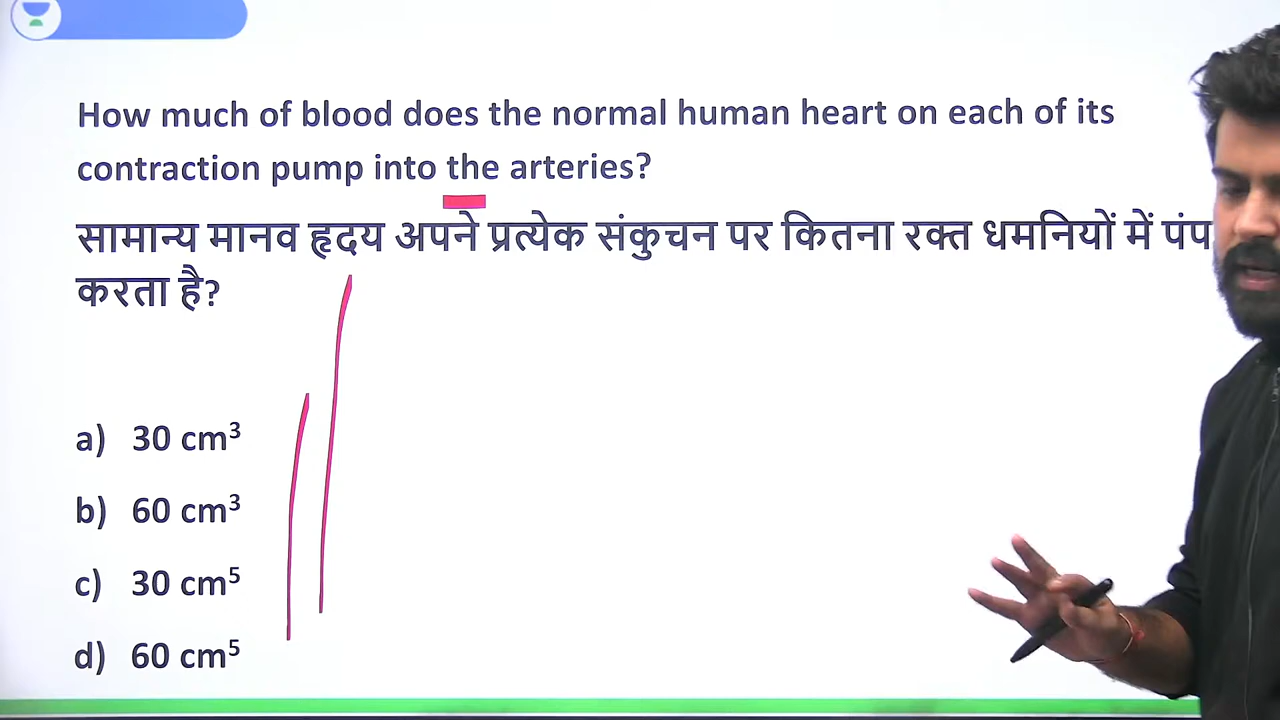 How much of blood does the normal human heart on each of its
contraction pump into the arteries?
सामान्य मानव हृदय अपने प्रत्येक संकुचन पर कितना रक्त धमनियों में पंप
करता है?
a) 30 cm³
b) 60 cm³
c) 30 cm⁵
d) 60 cm⁵